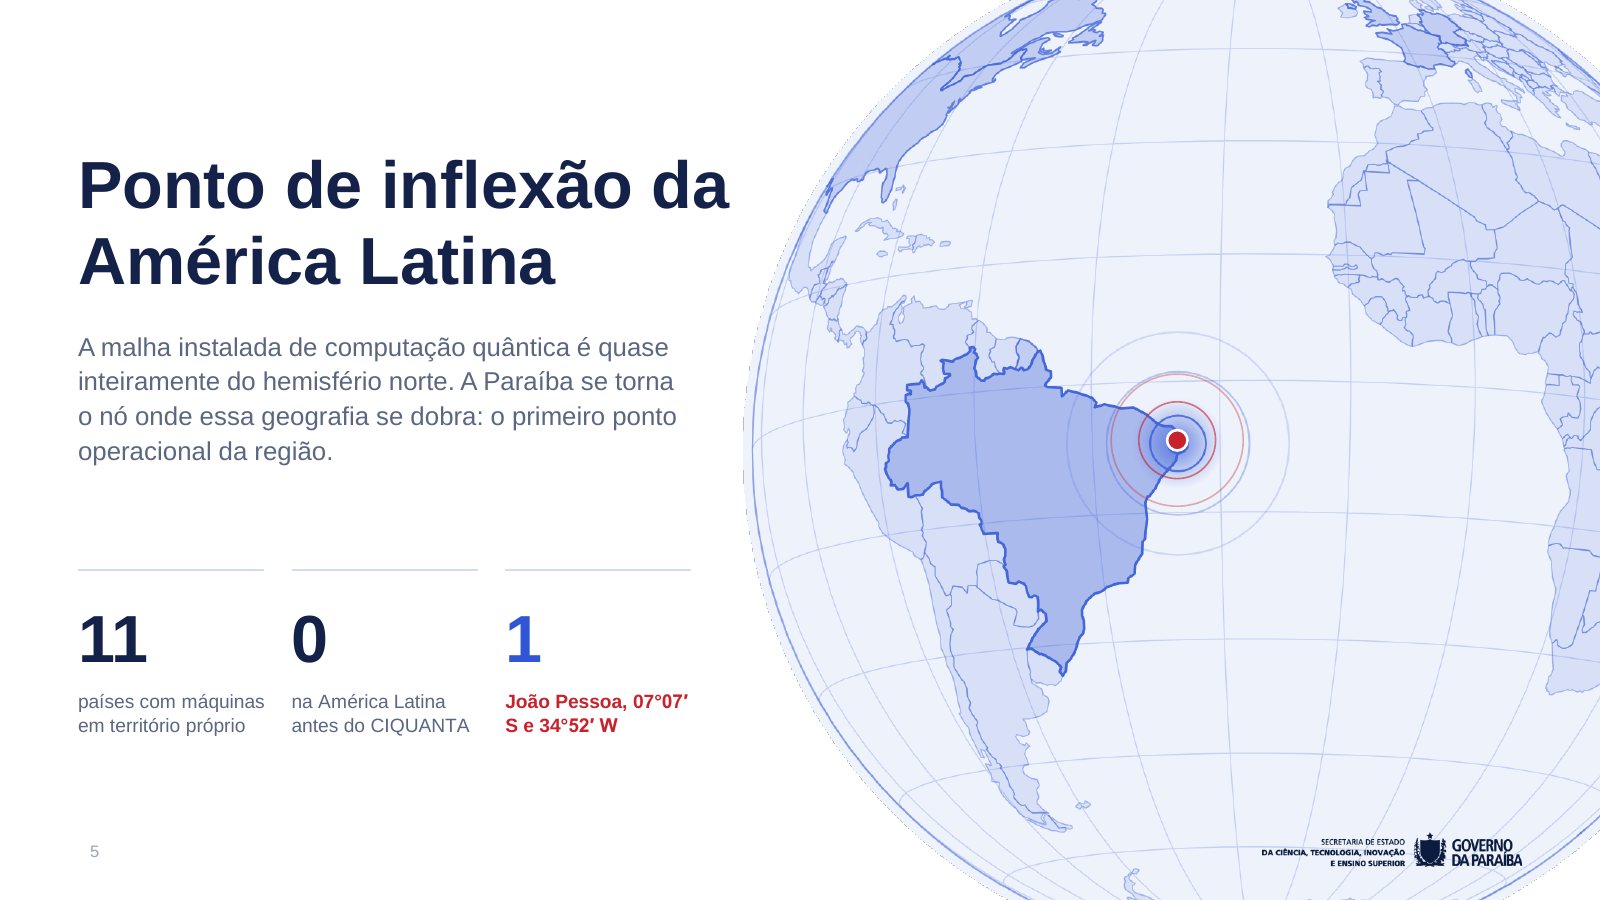 Ponto de inflexão da
América Latina
A malha instalada de computação quântica é quase
inteiramente do hemisfério norte. A Paraíba se torna
o nó onde essa geografia se dobra: o primeiro ponto
operacional da região.
11
países com máquinas
em território próprio
0
na América Latina
antes do CIQUANTA
1
João Pessoa, 07°07′
S e 34°52′ W
5
SECRETARIA DE ESTADO
DA CIÊNCIA, TECNOLOGIA, INOVAÇÃO
E ENSINO SUPERIOR
GOVERNO
DA PARAÍBA